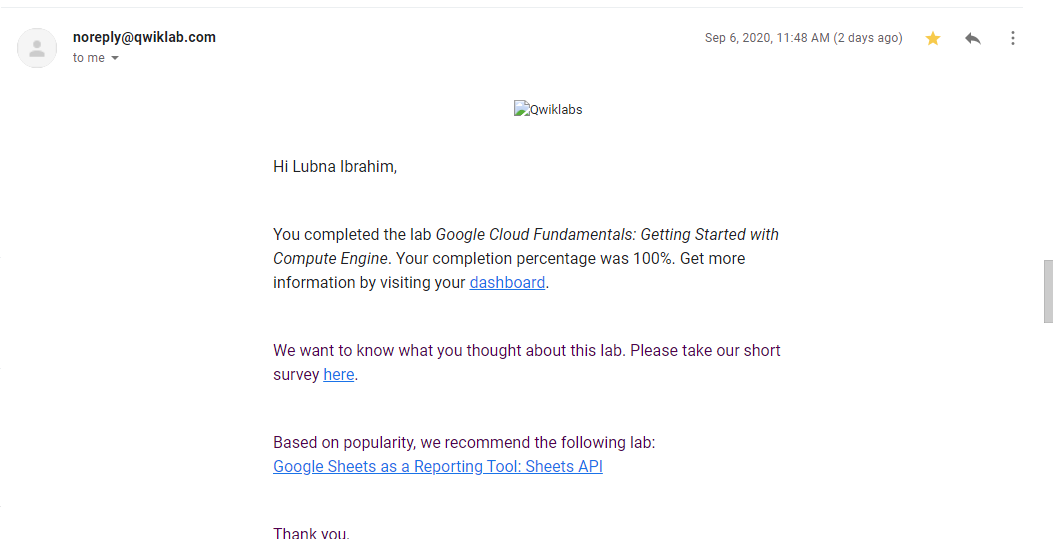 noreply@qwiklab.com
Sep 6, 2020, 11:48 AM (2 days ago)
to me
Qwiklabs
Hi Lubna Ibrahim,
You completed the lab Google Cloud Fundamentals: Getting Started with
Compute Engine. Your completion percentage was 100%. Get more
information by visiting your dashboard.
We want to know what you thought about this lab. Please take our short
survey here.
Based on popularity, we recommend the following lab:
Google Sheets as a Reporting Tool: Sheets API
Thank you,